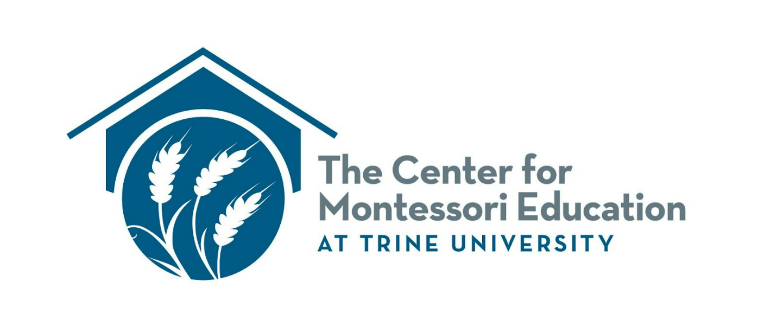 The Center for
Montessori Education
AT TRINE UNIVERSITY